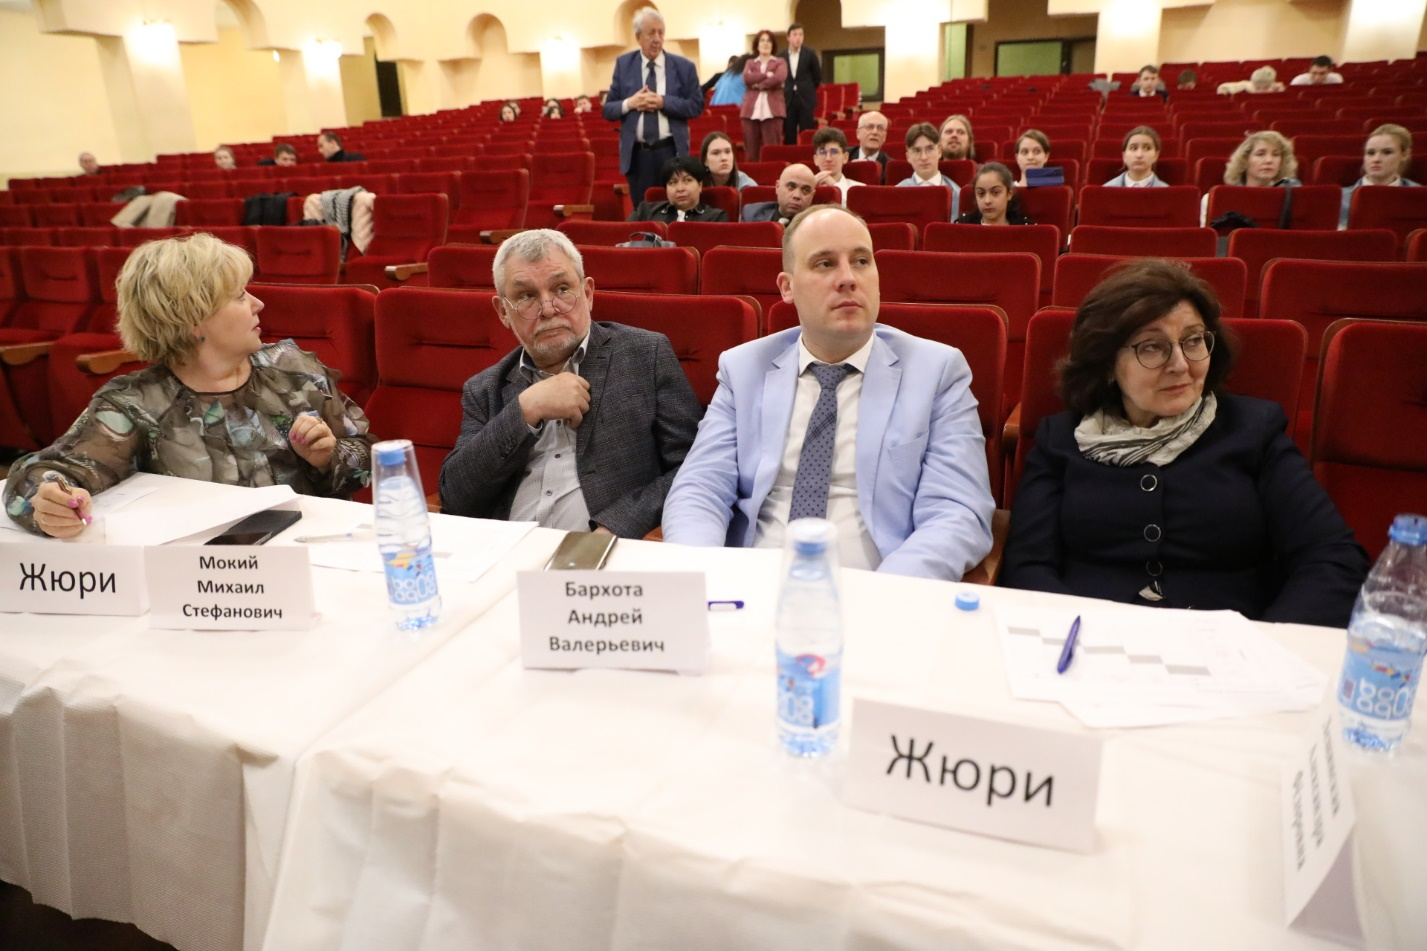 Жюри
Мокий
Михаил
Стефанович
Бархота
Андрей
Валерьевич
Жюри